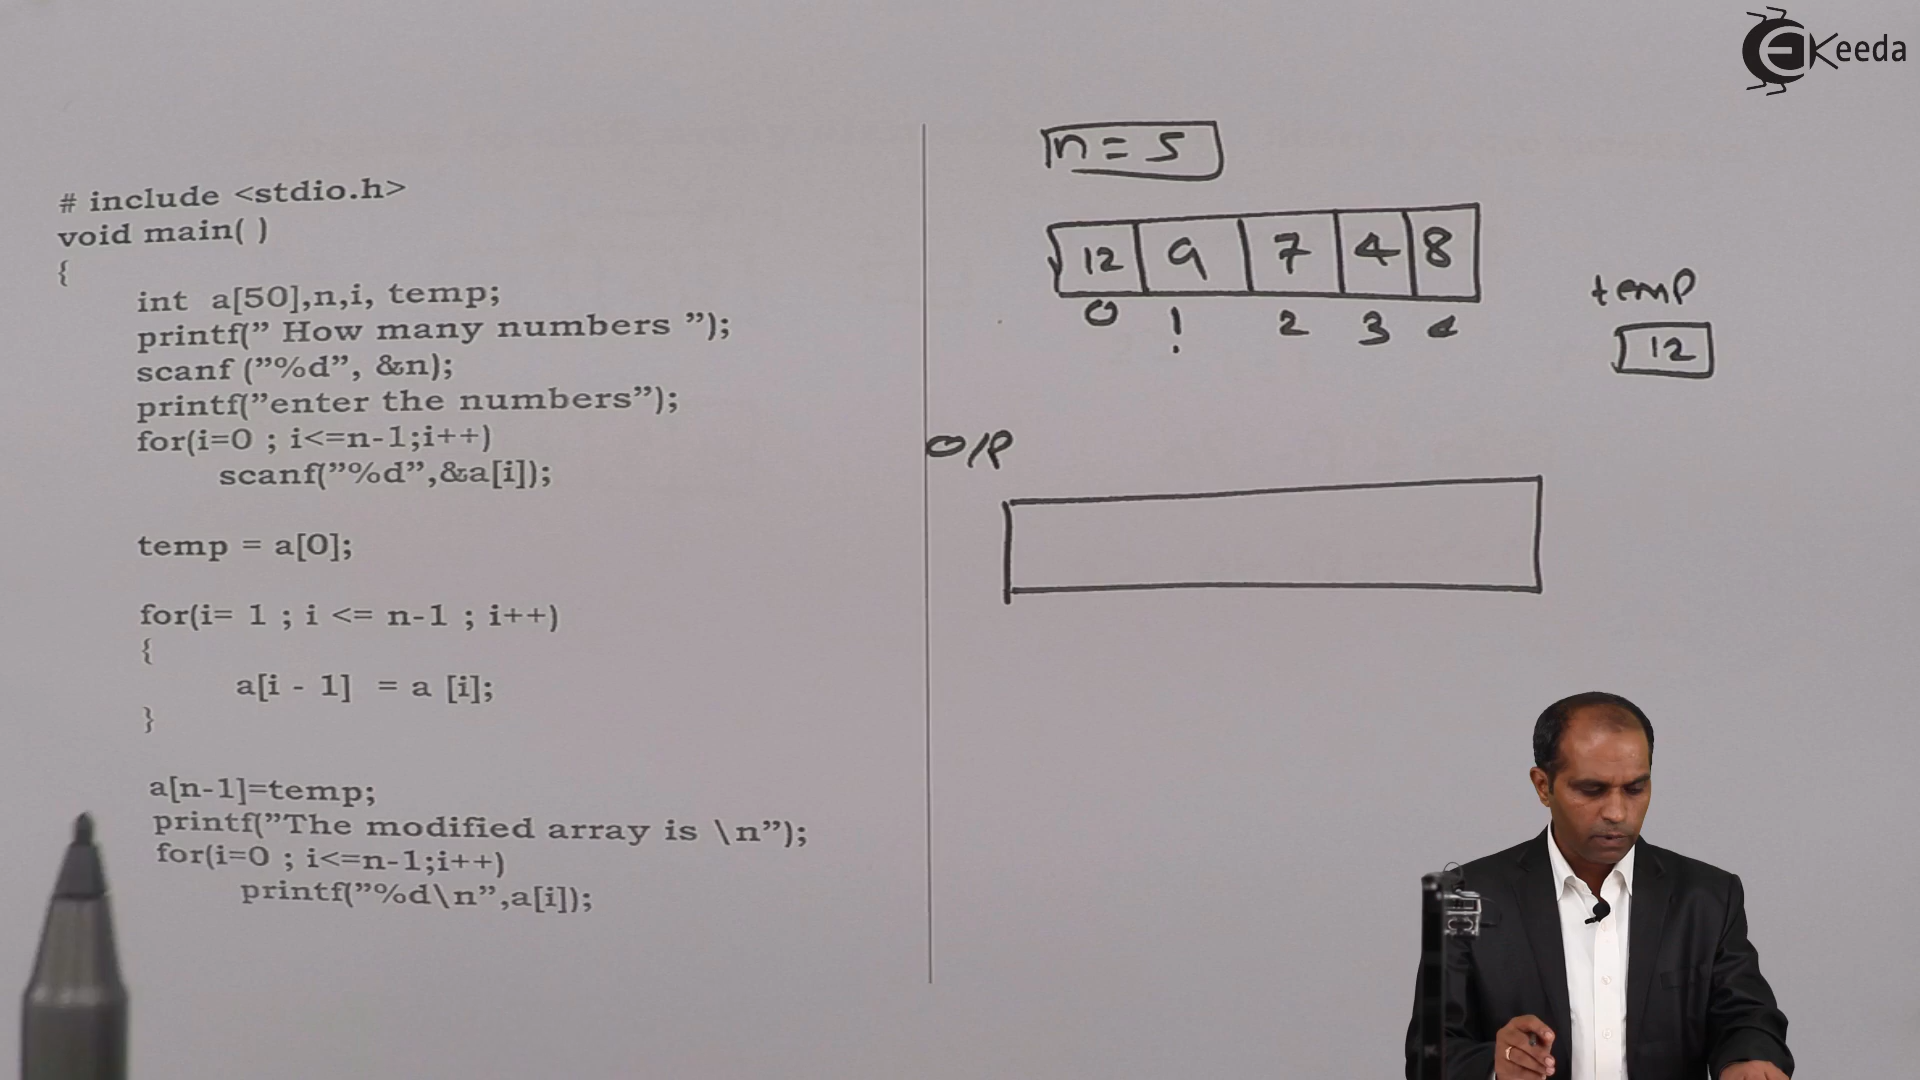 Keeda
# include <stdio.h>
void main( )
{
int a[50],n,i, temp;
printf(” How many numbers ”);
scanf (”%d”, &n);
printf(”enter the numbers”);
for(i=0 ; i<=n-1;i++)
scanf(”%d”,&a[i]);
temp = a[0];
for(i= 1 ; i <= n-1 ; i++)
{
a[i - 1] = a [i];
}
a[n-1]=temp;
printf(”The modified array is \n”);
for(i=0 ; i<=n-1;i++)
printf(”%d\n”,a[i]);
n = 5
12 9 7 4 8
0 1 2 3 4
temp
12
O/P